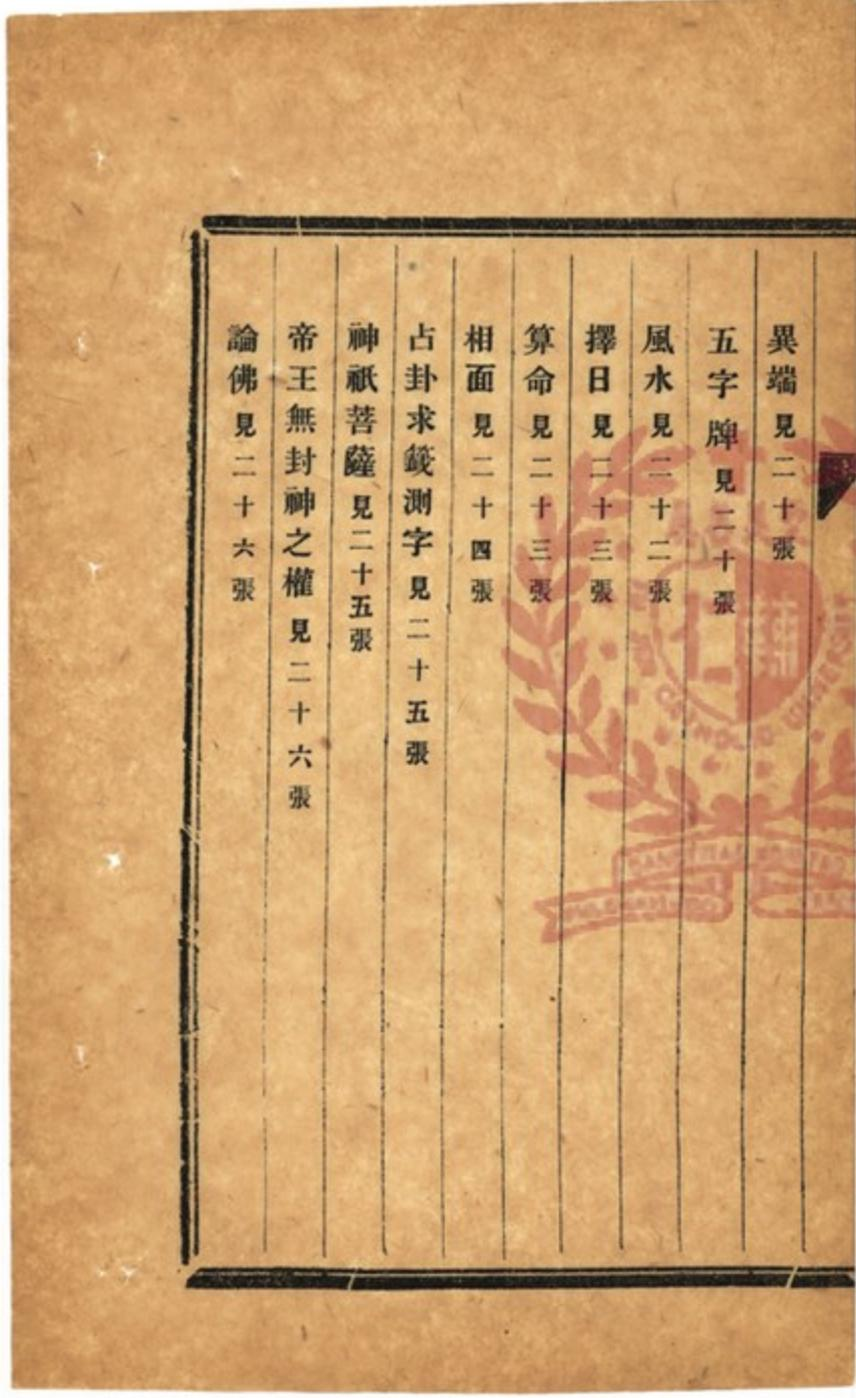 異端見二十張
五字牌見二十張
風水見二十二張
擇日見二十三張
算命見二十三張
相面見二十四張
占卦求籤測字見二十五張
神祇菩薩見二十五張
帝王無封神之權見二十六張
論佛見二十六張